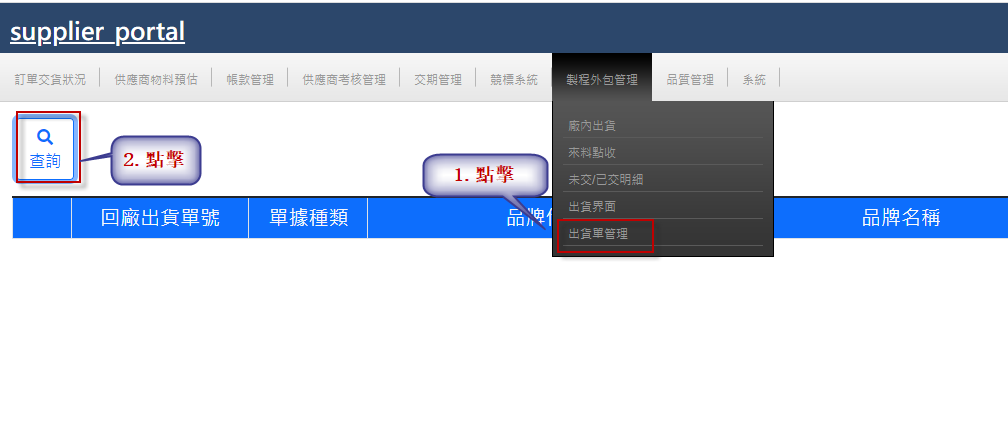 supplier portal
訂單交貨狀況 供應商物料預估 帳款管理 供應商考核管理 交期管理 競標系統 製程外包管理 品質管理 系統
廠內出貨
來料點收
未交/已交明細
出貨界面
出貨單管理
查詢
2.點擊
1.點擊
回廠出貨單號 單據種類 品牌 品牌名稱